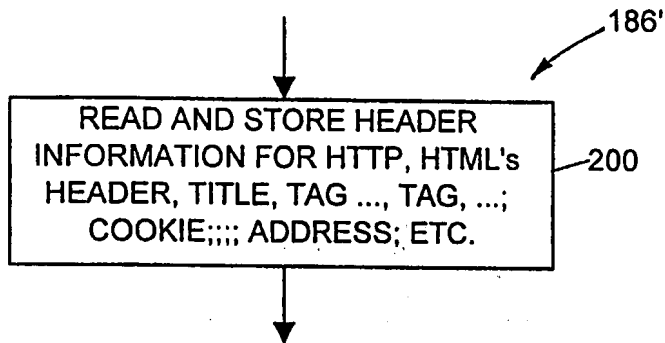 186'
READ AND STORE HEADER
INFORMATION FOR HTTP, HTML's
HEADER, TITLE, TAG ..., TAG, ...;
COOKIE;;;; ADDRESS; ETC.
200